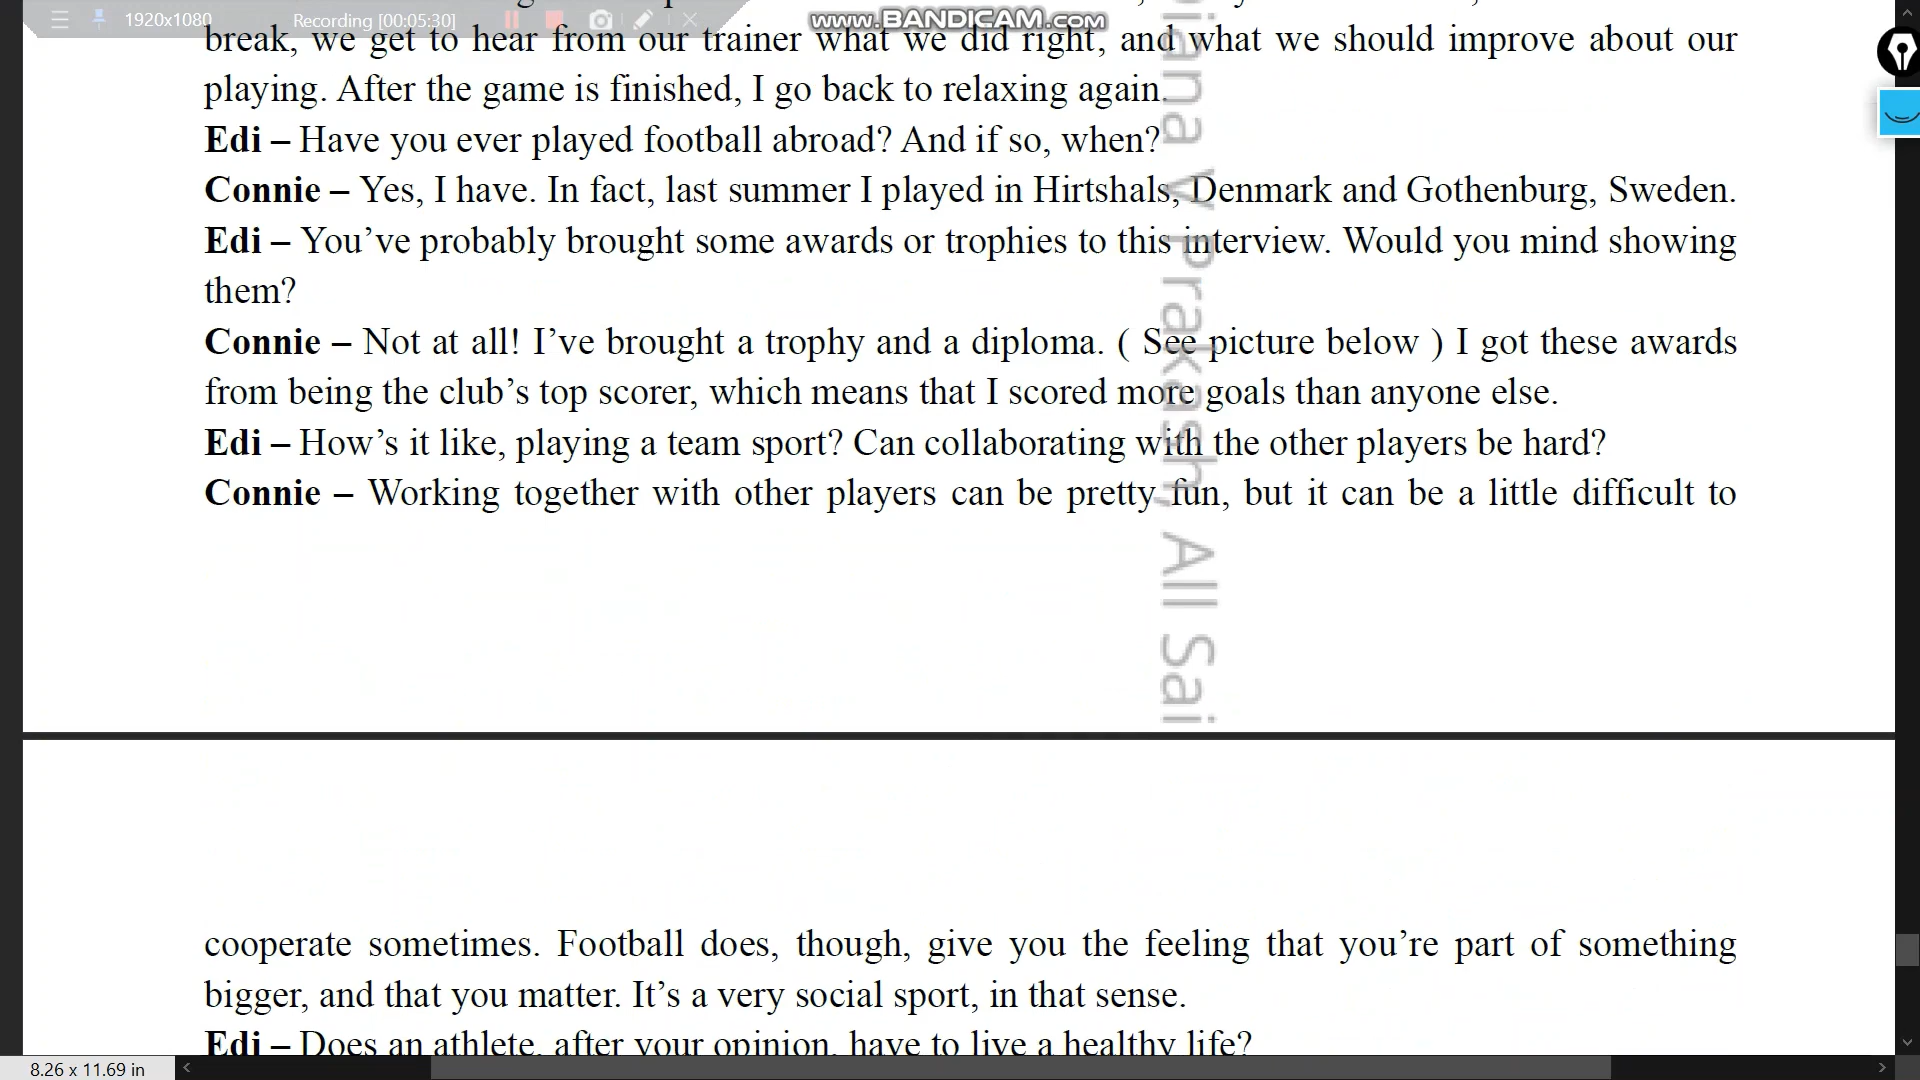 1920x1080
Recording [00:05:30]
www.BANDICAM.com
break, we get to hear from our trainer what we did right, and what we should improve about our
playing. After the game is finished, I go back to relaxing again.
Edi – Have you ever played football abroad? And if so, when?
Connie – Yes, I have. In fact, last summer I played in Hirtshals, Denmark and Gothenburg, Sweden.
Edi – You’ve probably brought some awards or trophies to this interview. Would you mind showing
them?
Connie – Not at all! I’ve brought a trophy and a diploma. ( See picture below ) I got these awards
from being the club’s top scorer, which means that I scored more goals than anyone else.
Edi – How’s it like, playing a team sport? Can collaborating with the other players be hard?
Connie – Working together with other players can be pretty fun, but it can be a little difficult to
V Prakash, All Sai
cooperate sometimes. Football does, though, give you the feeling that you’re part of something
bigger, and that you matter. It’s a very social sport, in that sense.
Edi – Does an athlete, after your opinion, have to live a healthy life?
8.26 x 11.69 in